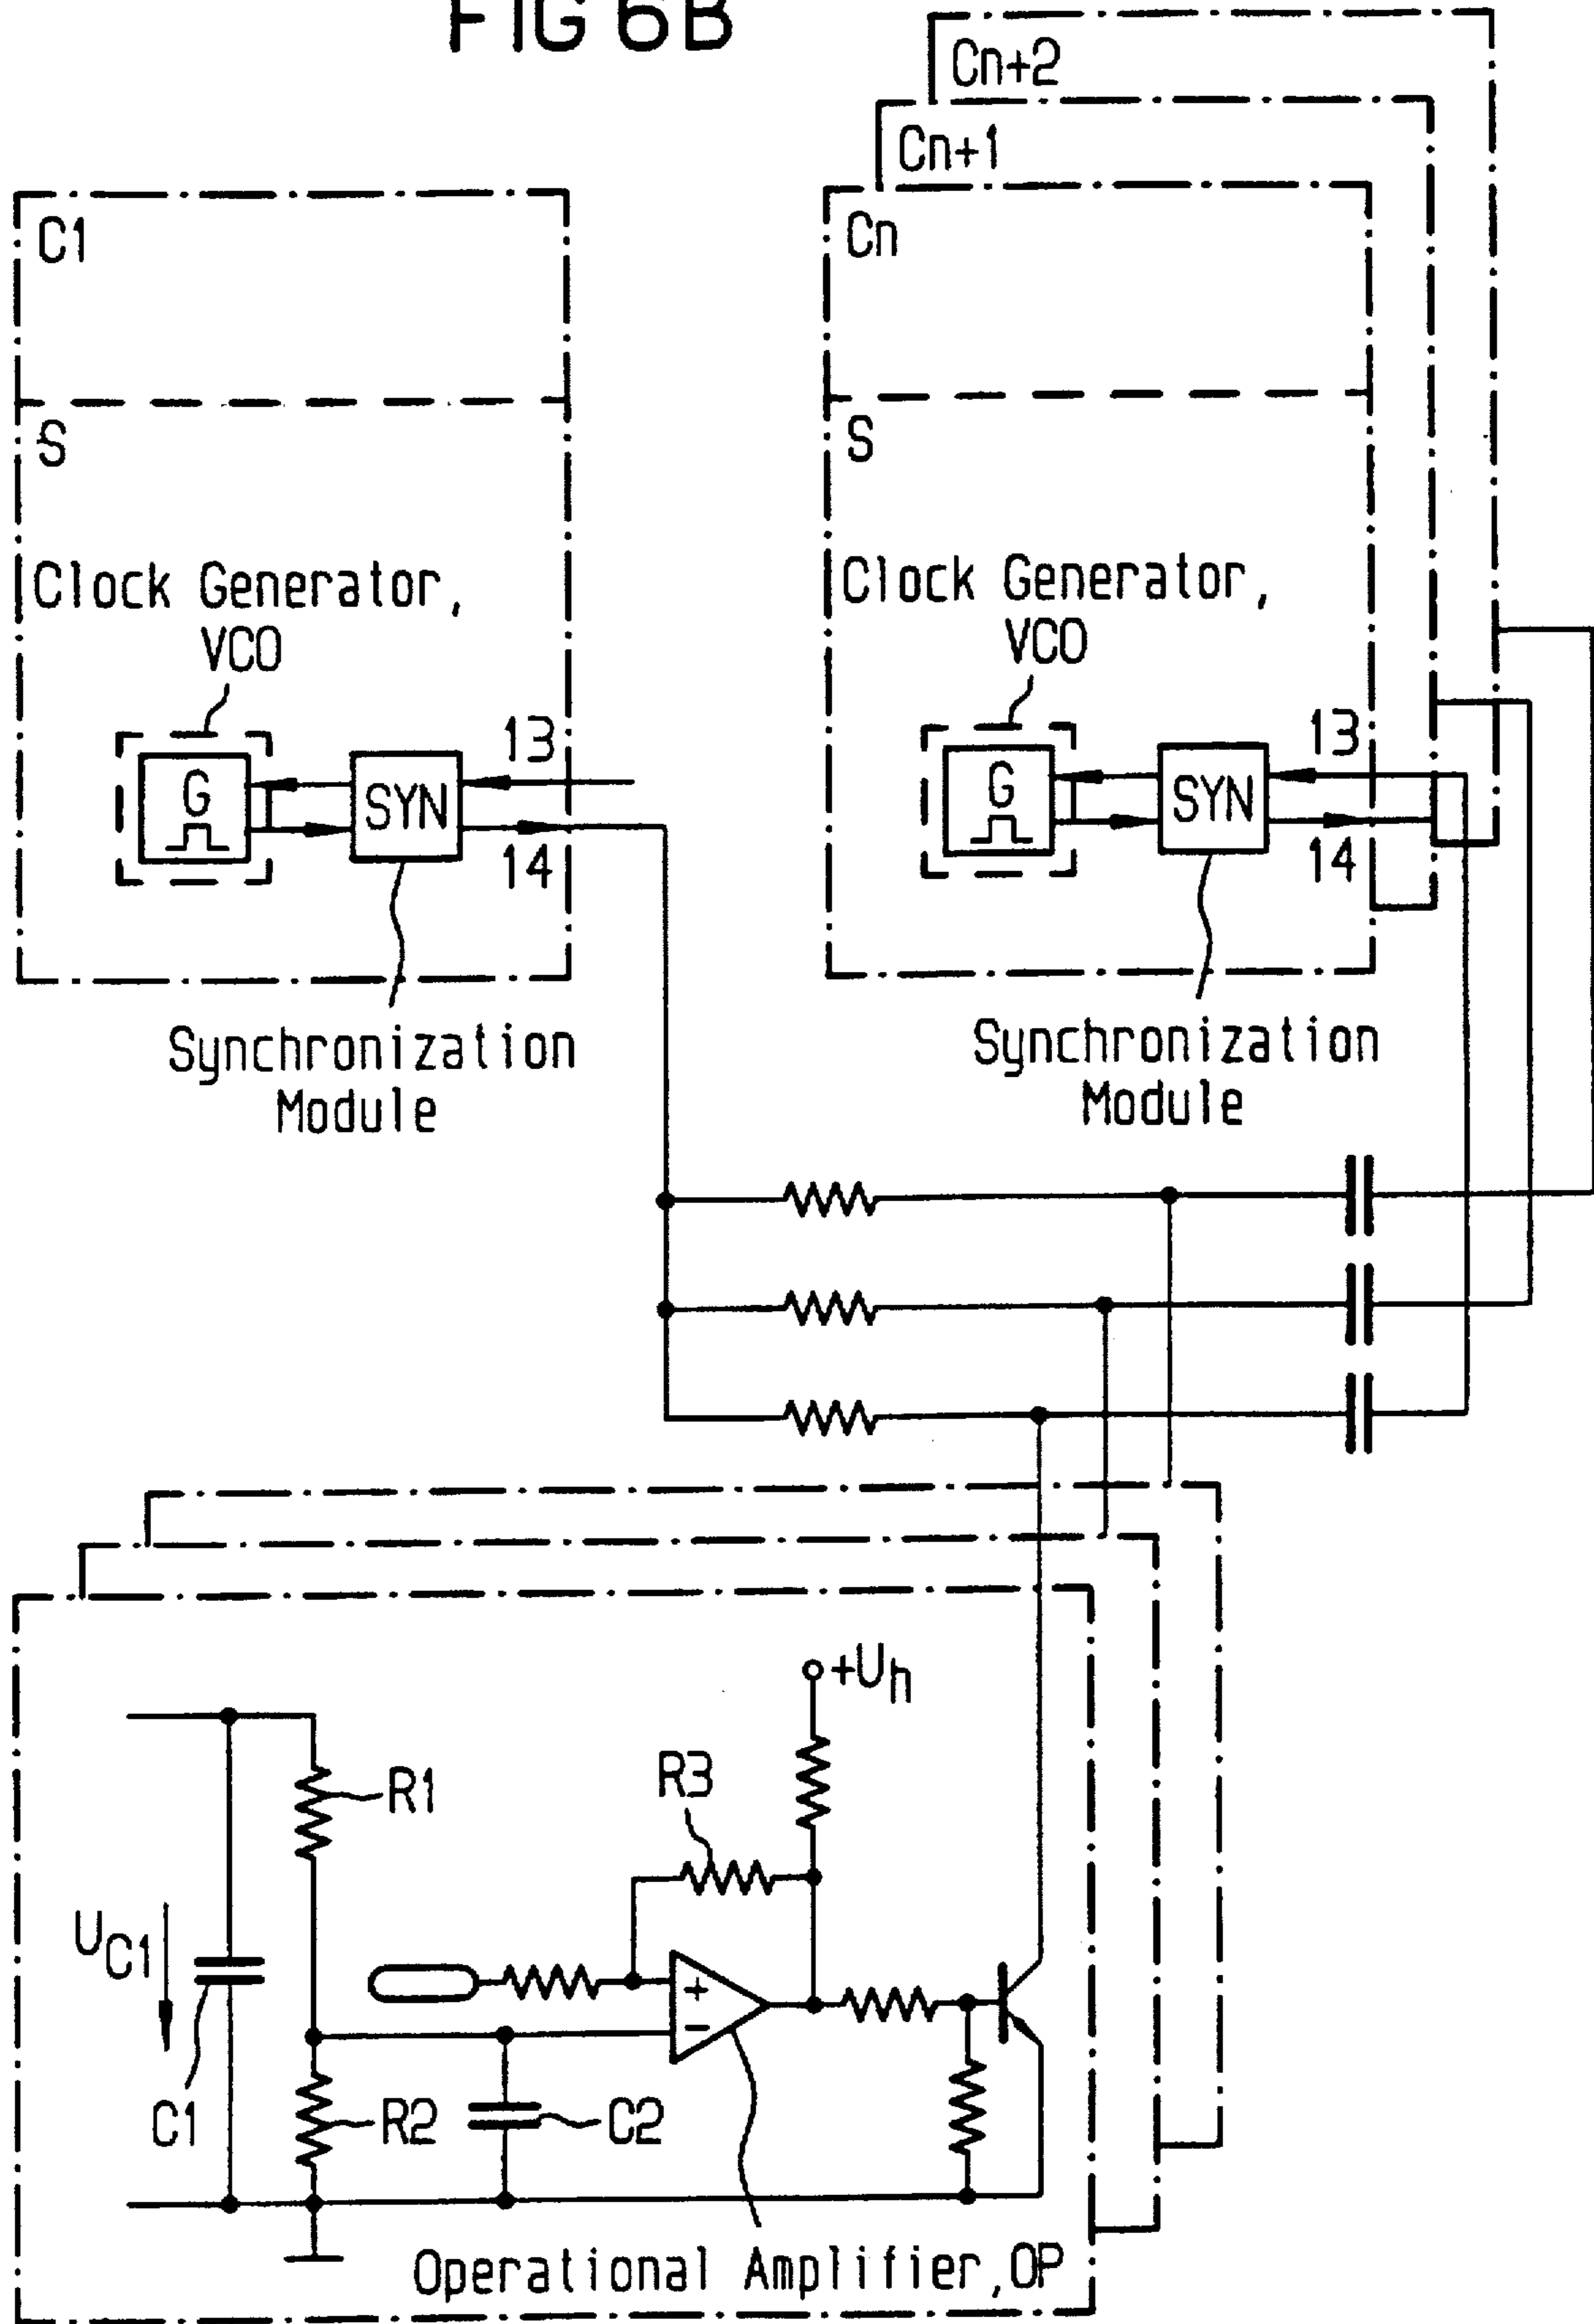 FIG 6B
Cn+2
Cn+1
C1
Cn
S
S
Clock Generator,
VCO
Clock Generator,
VCO
G
SYN
13
14
G
SYN
13
14
Synchronization
Module
Synchronization
Module
+Uh
R1
R3
UC1
+
-
C1
R2
C2
Operational Amplifier, OP